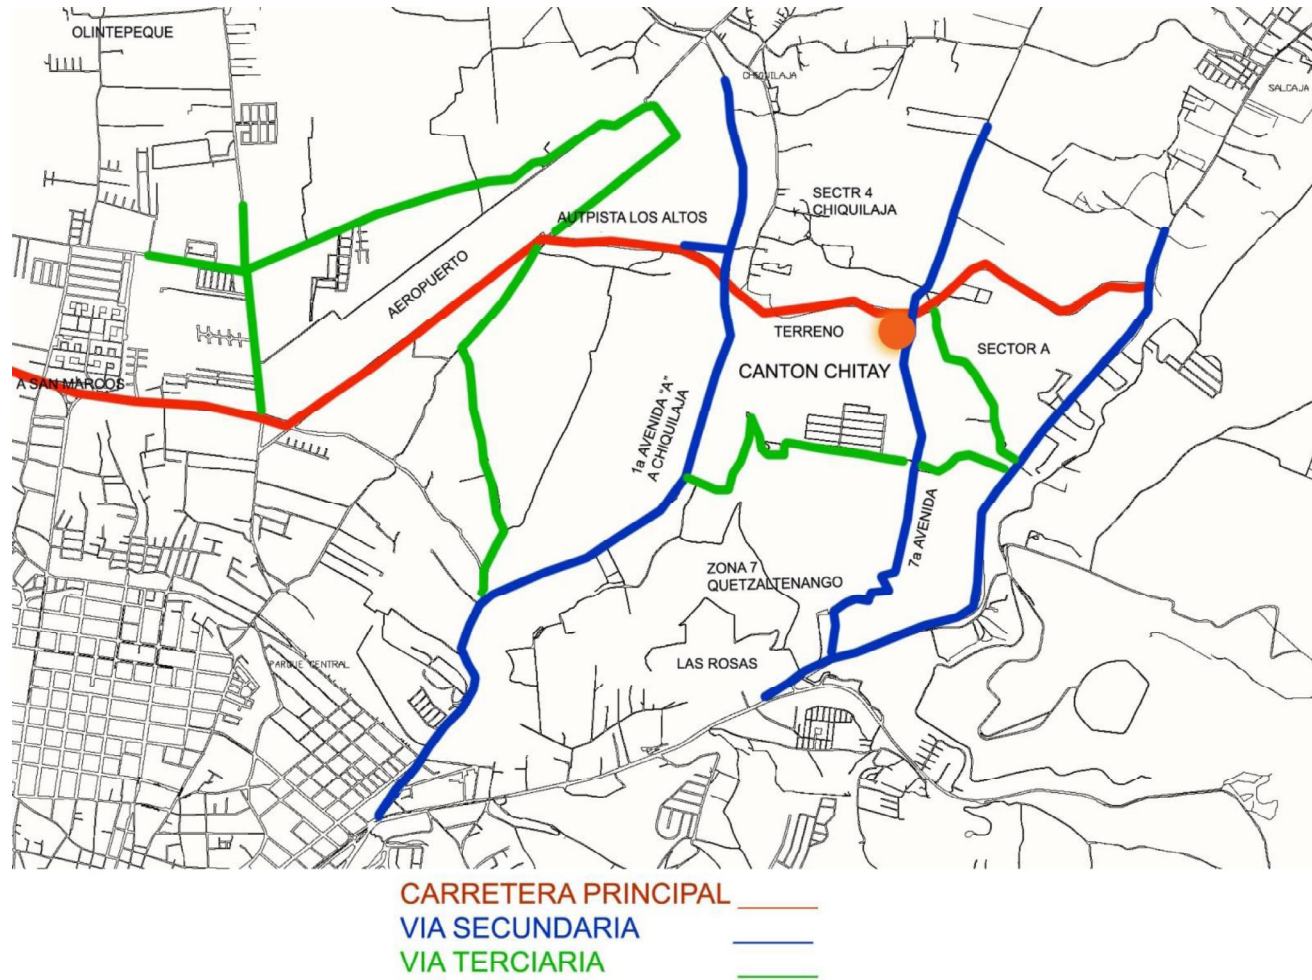 OLINTEPEQUE
CHIQUILAJA
SALCAJA
SECTR 4
CHIQUILAJA
AUTPISTA LOS ALTOS
AEROPUERTO
TERRENO
SECTOR A
CANTON CHITAY
A SAN MARCOS
1a AVENIDA "A"
A CHIQUILAJA
7a AVENIDA
ZONA 7
QUETZALTENANGO
LAS ROSAS
PARQUE CENTRAL
CARRETERA PRINCIPAL
VIA SECUNDARIA
VIA TERCIARIA